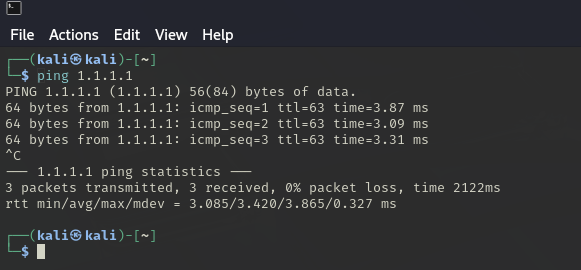 File Actions Edit View Help
┌──(kali㉿kali)-[~]
└─$ ping 1.1.1.1
PING 1.1.1.1 (1.1.1.1) 56(84) bytes of data.
64 bytes from 1.1.1.1: icmp_seq=1 ttl=63 time=3.87 ms
64 bytes from 1.1.1.1: icmp_seq=2 ttl=63 time=3.09 ms
64 bytes from 1.1.1.1: icmp_seq=3 ttl=63 time=3.31 ms
^C
--- 1.1.1.1 ping statistics ---
3 packets transmitted, 3 received, 0% packet loss, time 2122ms
rtt min/avg/max/mdev = 3.085/3.420/3.865/0.327 ms
┌──(kali㉿kali)-[~]
└─$